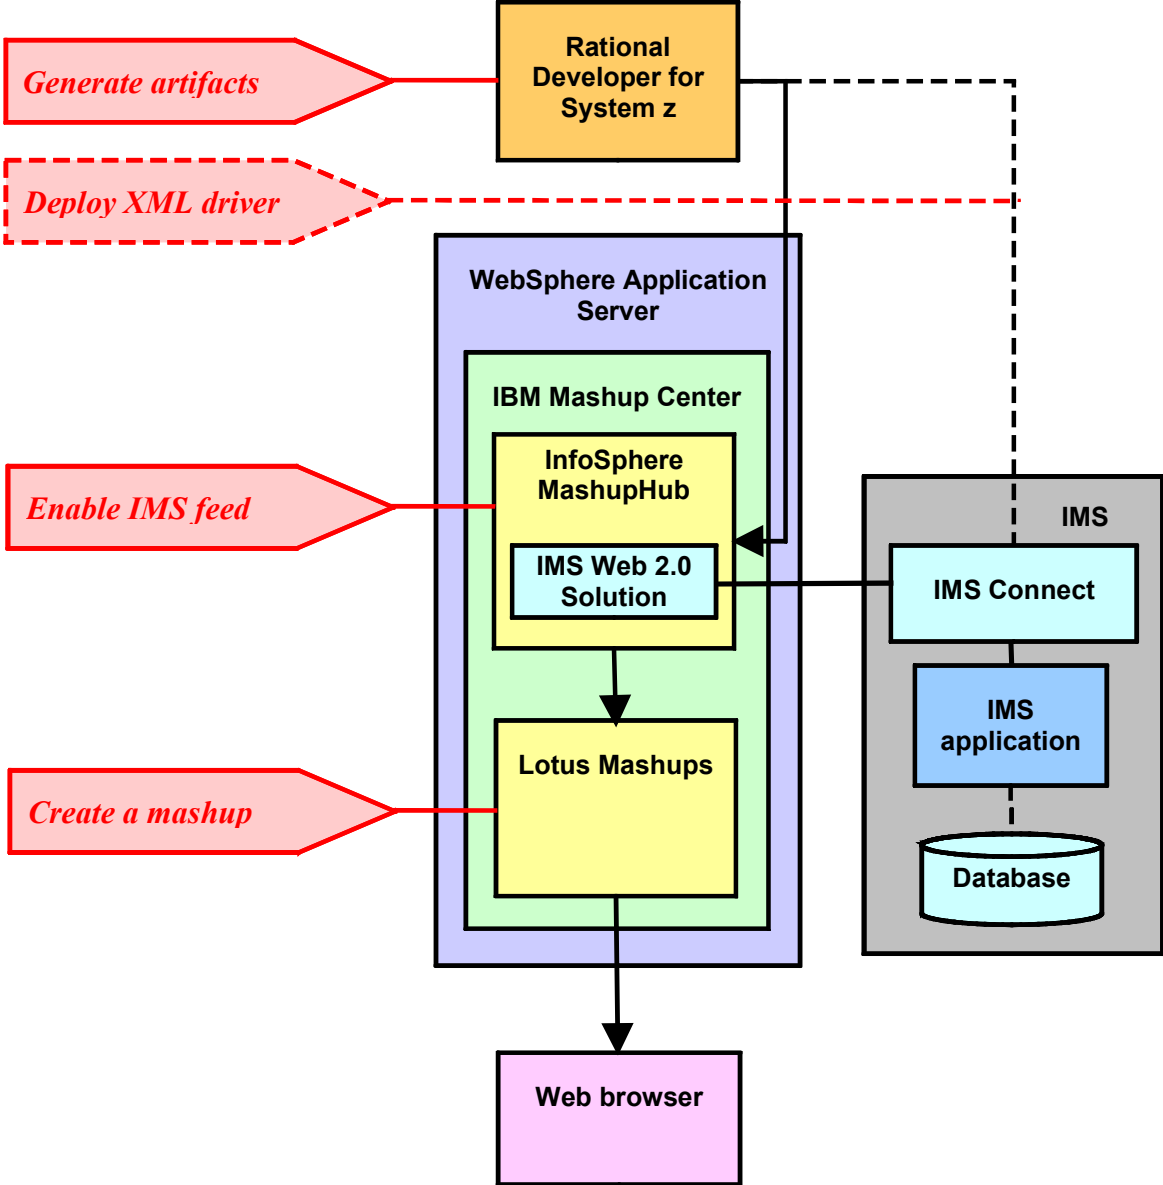 Rational
Developer for
System z
Generate artifacts
Deploy XML driver
WebSphere Application
Server
IBM Mashup Center
InfoSphere
MashupHub
Enable IMS feed
IMS Web 2.0
Solution
IMS
IMS Connect
IMS
application
Lotus Mashups
Create a mashup
Database
Web browser